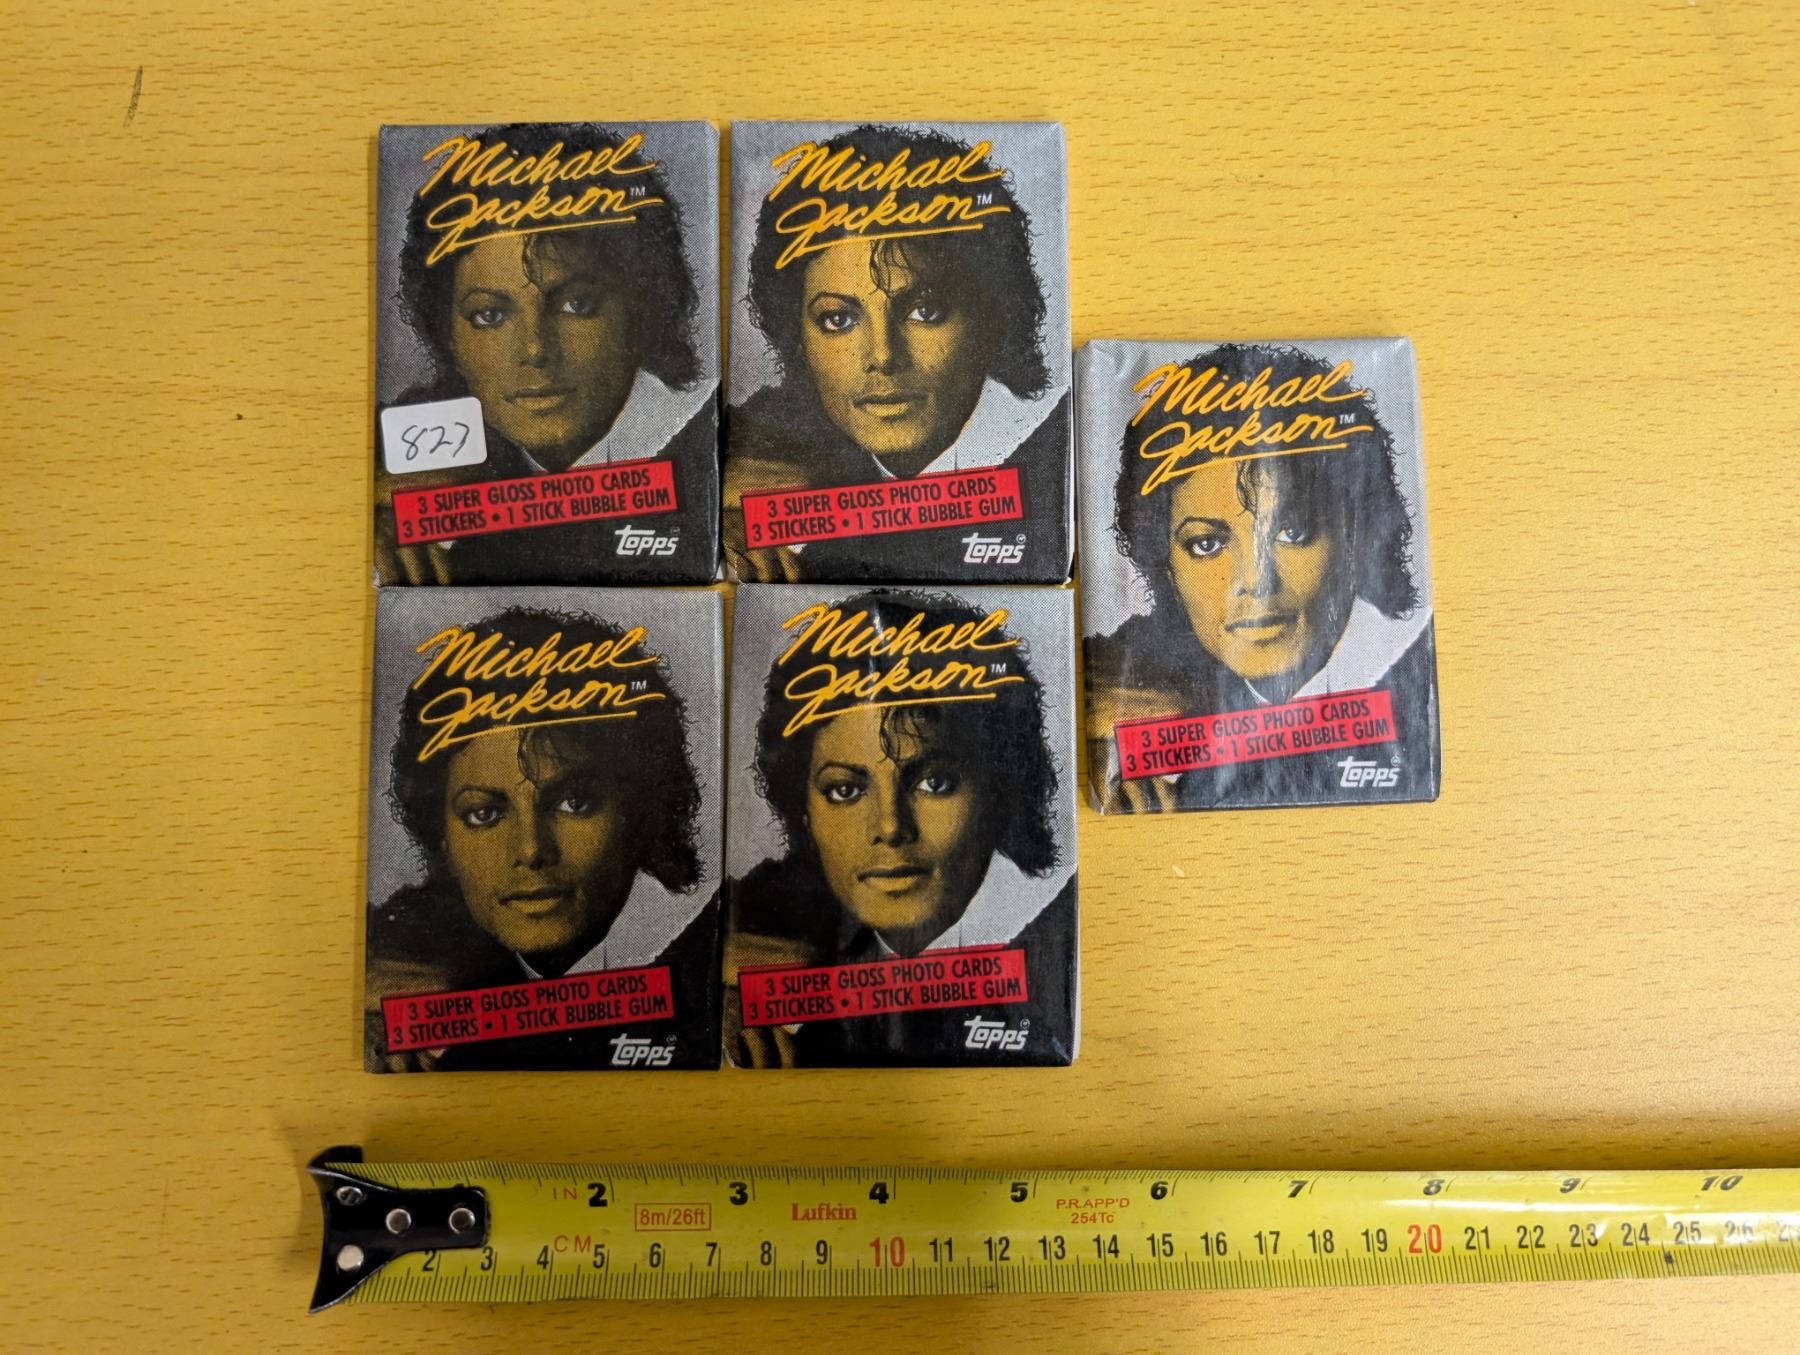 Michael
Jackson™
827
3 SUPER GLOSS PHOTO CARDS
3 STICKERS • 1 STICK BUBBLE GUM
topps
Michael
Jackson™
3 SUPER GLOSS PHOTO CARDS
3 STICKERS • 1 STICK BUBBLE GUM
topps
Michael
Jackson™
3 SUPER GLOSS PHOTO CARDS
3 STICKERS • 1 STICK BUBBLE GUM
topps
Michael
Jackson™
3 SUPER GLOSS PHOTO CARDS
3 STICKERS • 1 STICK BUBBLE GUM
topps
Michael
Jackson™
3 SUPER GLOSS PHOTO CARDS
3 STICKERS • 1 STICK BUBBLE GUM
topps
IN 2 3 4 5 6 7 8 9 10
8m/26ft Lufkin P.R.APP'D
254Tc
CM
2 3 4 5 6 7 8 9 10 11 12 13 14 15 16 17 18 19 20 21 22 23 24 25 26